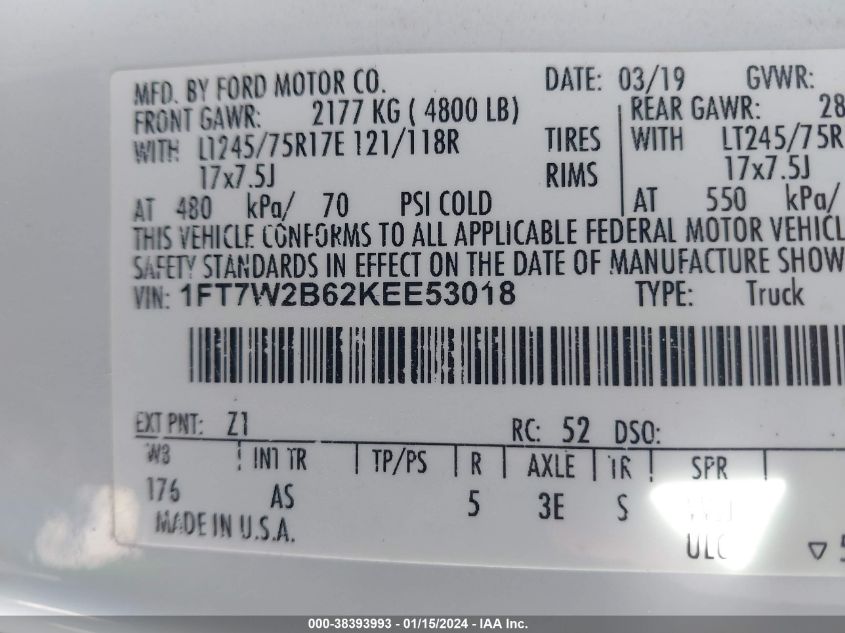 MFD. BY FORD MOTOR CO. DATE: 03/19 GVWR:
FRONT GAWR: 2177 KG ( 4800 LB) REAR GAWR: 28
WITH LT245/75R17E 121/118R TIRES WITH LT245/75R
17x7.5J RIMS 17x7.5J
AT 480 kPa/ 70 PSI COLD AT 550 kPa/
THIS VEHICLE CONFORMS TO ALL APPLICABLE FEDERAL MOTOR VEHICL
SAFETY STANDARDS IN EFFECT ON THE DATE OF MANUFACTURE SHOW
VIN: 1FT7W2B62KEE53018 TYPE: Truck
EXT PNT: Z1 RC: 52 DSO:
WB INT TR TP/PS R AXLE TR SPR
176 AS 5 3E S
MADE IN U.S.A. ULC ▽ 5
000-38393993 - 01/15/2024 - IAA Inc.